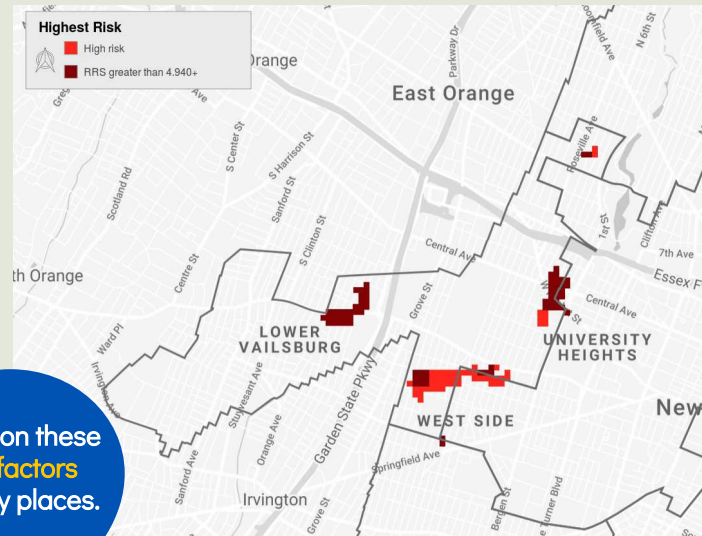 Highest Risk
High risk
RRS greater than 4.940+
Ave
Orange
East Orange
Parkway Dr
N 6th St
S Center St
S Harrison St
Sanford St
Scotland Rd
S Clinton St
Roseville Ave
1st St
Clifton Ave
7th Ave
Central Ave
Essex F
th Orange
Centre St
Grove St
Central Ave
St
LOWER
VAILSBURG
UNIVERSITY
HEIGHTS
Ward Pl
Irvington Ave
Stuyvesant Ave
Garden State Pkwy
WEST SIDE
New
on these
factors
y places.
Orange Ave
Springfield Ave
Sanford Ave
Irvington
Grove St
Bergen St
e Turner Blvd